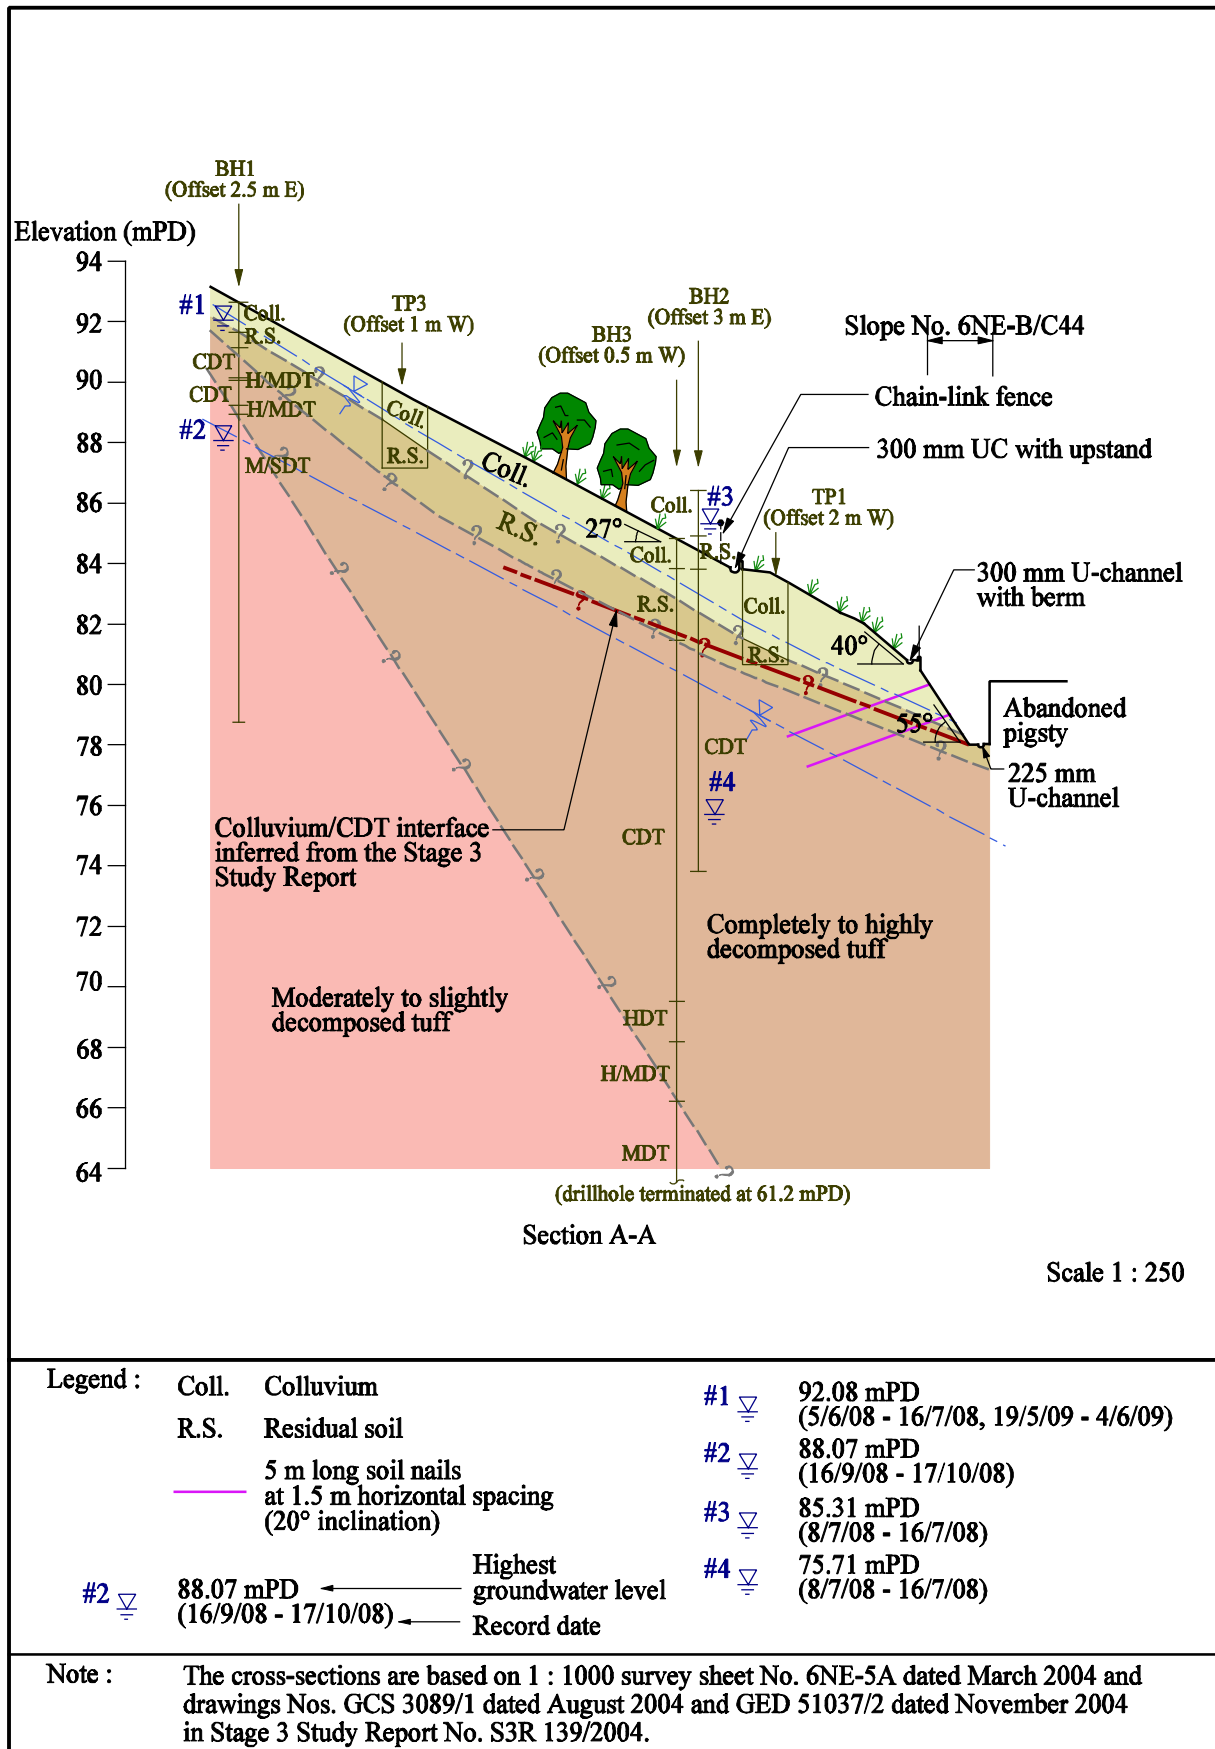 BH1
(Offset 2.5 m E)
Elevation (mPD)
94
92
90
88
86
84
82
80
78
76
74
72
70
68
66
64
#1
#2
Coll.
R.S.
CDT
H/MDT
CDT
H/MDT
M/SDT
?
?
?
TP3
(Offset 1 m W)
Coll.
R.S.
BH3
(Offset 0.5 m W)
BH2
(Offset 3 m E)
Slope No. 6NE-B/C44
Chain-link fence
300 mm UC with upstand
TP1
(Offset 2 m W)
Coll.
R.S.
27°
Coll.
Coll.
#3
R.S.
R.S.
Coll.
R.S.
40°
300 mm U-channel
with berm
55°
Abandoned
pigsty
225 mm
U-channel
CDT
#4
CDT
Colluvium/CDT interface
inferred from the Stage 3
Study Report
Completely to highly
decomposed tuff
Moderately to slightly
decomposed tuff
HDT
H/MDT
MDT
(drillhole terminated at 61.2 mPD)
Section A-A
Scale 1 : 250
Legend :
Coll. Colluvium
R.S. Residual soil
5 m long soil nails
at 1.5 m horizontal spacing
(20° inclination)
#2 88.07 mPD
(16/9/08 - 17/10/08)
Highest
groundwater level
Record date
#1 92.08 mPD
(5/6/08 - 16/7/08, 19/5/09 - 4/6/09)
#2 88.07 mPD
(16/9/08 - 17/10/08)
#3 85.31 mPD
(8/7/08 - 16/7/08)
#4 75.71 mPD
(8/7/08 - 16/7/08)
Note : The cross-sections are based on 1 : 1000 survey sheet No. 6NE-5A dated March 2004 and
drawings Nos. GCS 3089/1 dated August 2004 and GED 51037/2 dated November 2004
in Stage 3 Study Report No. S3R 139/2004.